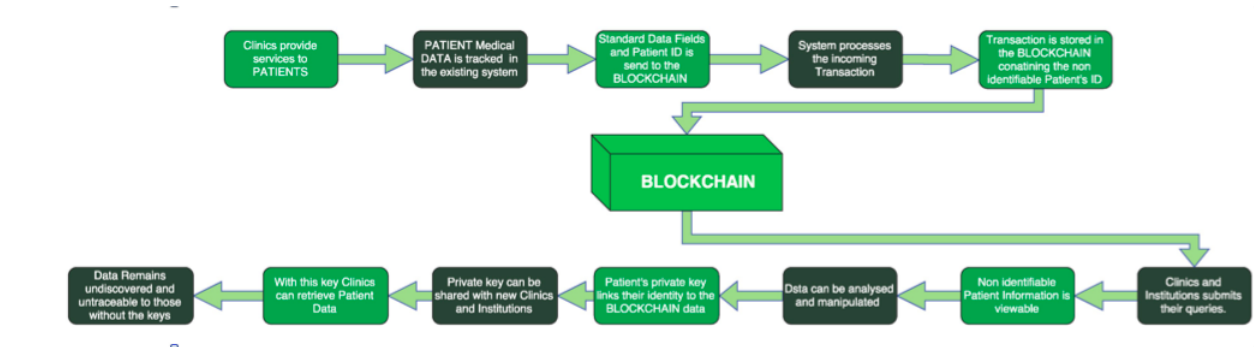 Clinics provide
services to
PATIENTS
PATIENT Medical
DATA is tracked in
the existing system
Standard Data Fields
and Patient ID is
send to the
BLOCKCHAIN
System processes
the incoming
Transaction
Transaction is stored in
the BLOCKCHAIN
conatining the non
identifiable Patient's ID
BLOCKCHAIN
Clinics and
Institutions submits
their queries.
Non identifiable
Patient Information is
viewable
Dsta can be analysed
and manipulated
Patient's private key
links their identity to the
BLOCKCHAIN data
Private key can be
shared with new Clinics
and Institutions
With this key Clinics
can retrieve Patient
Data
Data Remains
undiscovered and
untraceable to those
without the keys